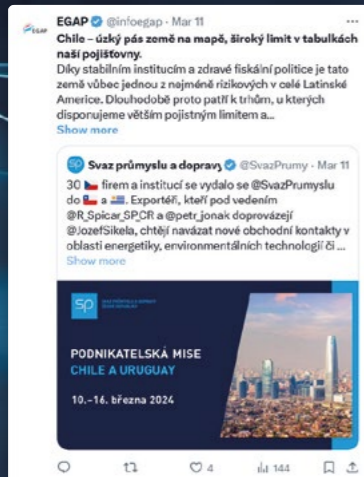 EGAP @infoegap · Mar 11
EGAP
Chile – úzký pás země na mapě, široký limit v tabulkách
naší pojišťovny.
Díky stabilním institucím a zdravé fiskální politice je tato
země vůbec jednou z nejméně rizikových v celé Latinské
Americe. Dlouhodobě proto patří k trhům, u kterých
disponujeme větším pojistným limitem a...
Show more
Svaz průmyslu a dopravy @SvazPrumy · Mar 11
30 🇨🇿 firem a institucí se vydalo se @SvazPrumyslu
do 🇨🇱 a 🇺🇾. Exportéři, kteří pod vedením
@R_Spicar_SPCR a @petr_jonak doprovázejí
@JozefSikela, chtějí navázat nové obchodní kontakty v
oblasti energetiky, environmentálních technologií či ...
Show more
sp
PODNIKATELSKÁ MISE
CHILE A URUGUAY
10.–16. března 2024
4
144